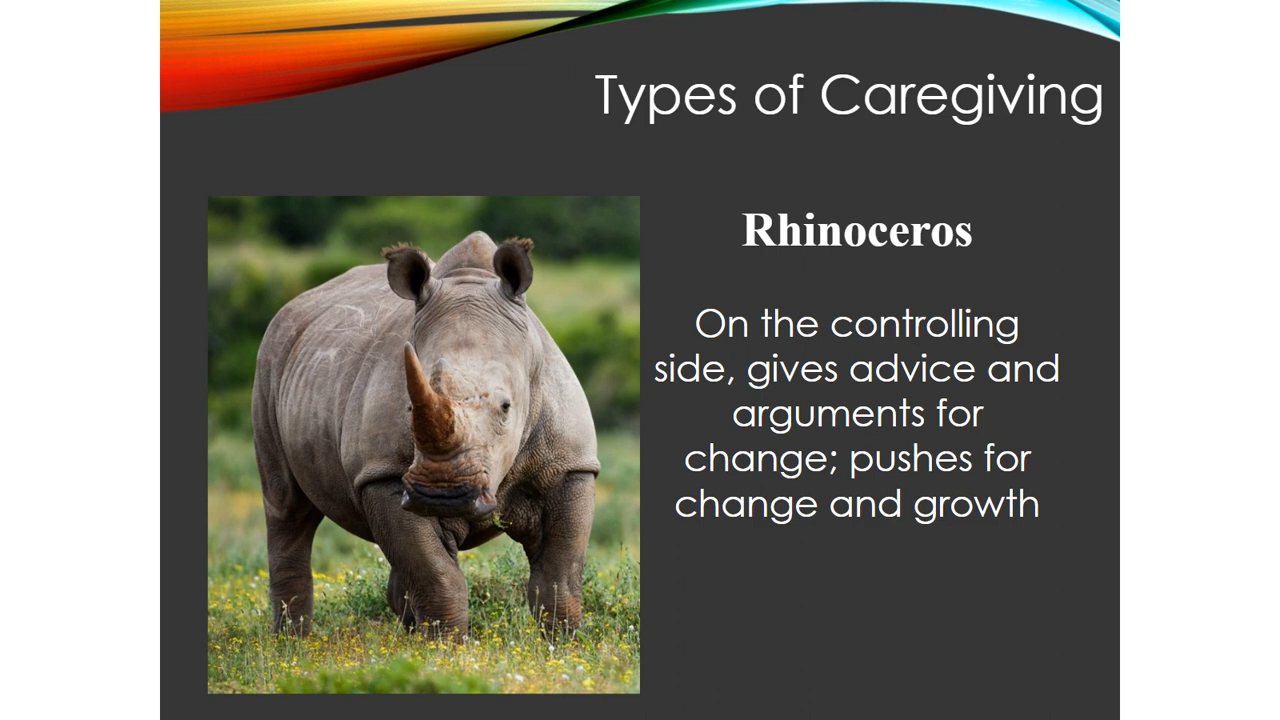 Types of Caregiving
Rhinoceros
On the controlling
side, gives advice and
arguments for
change; pushes for
change and growth